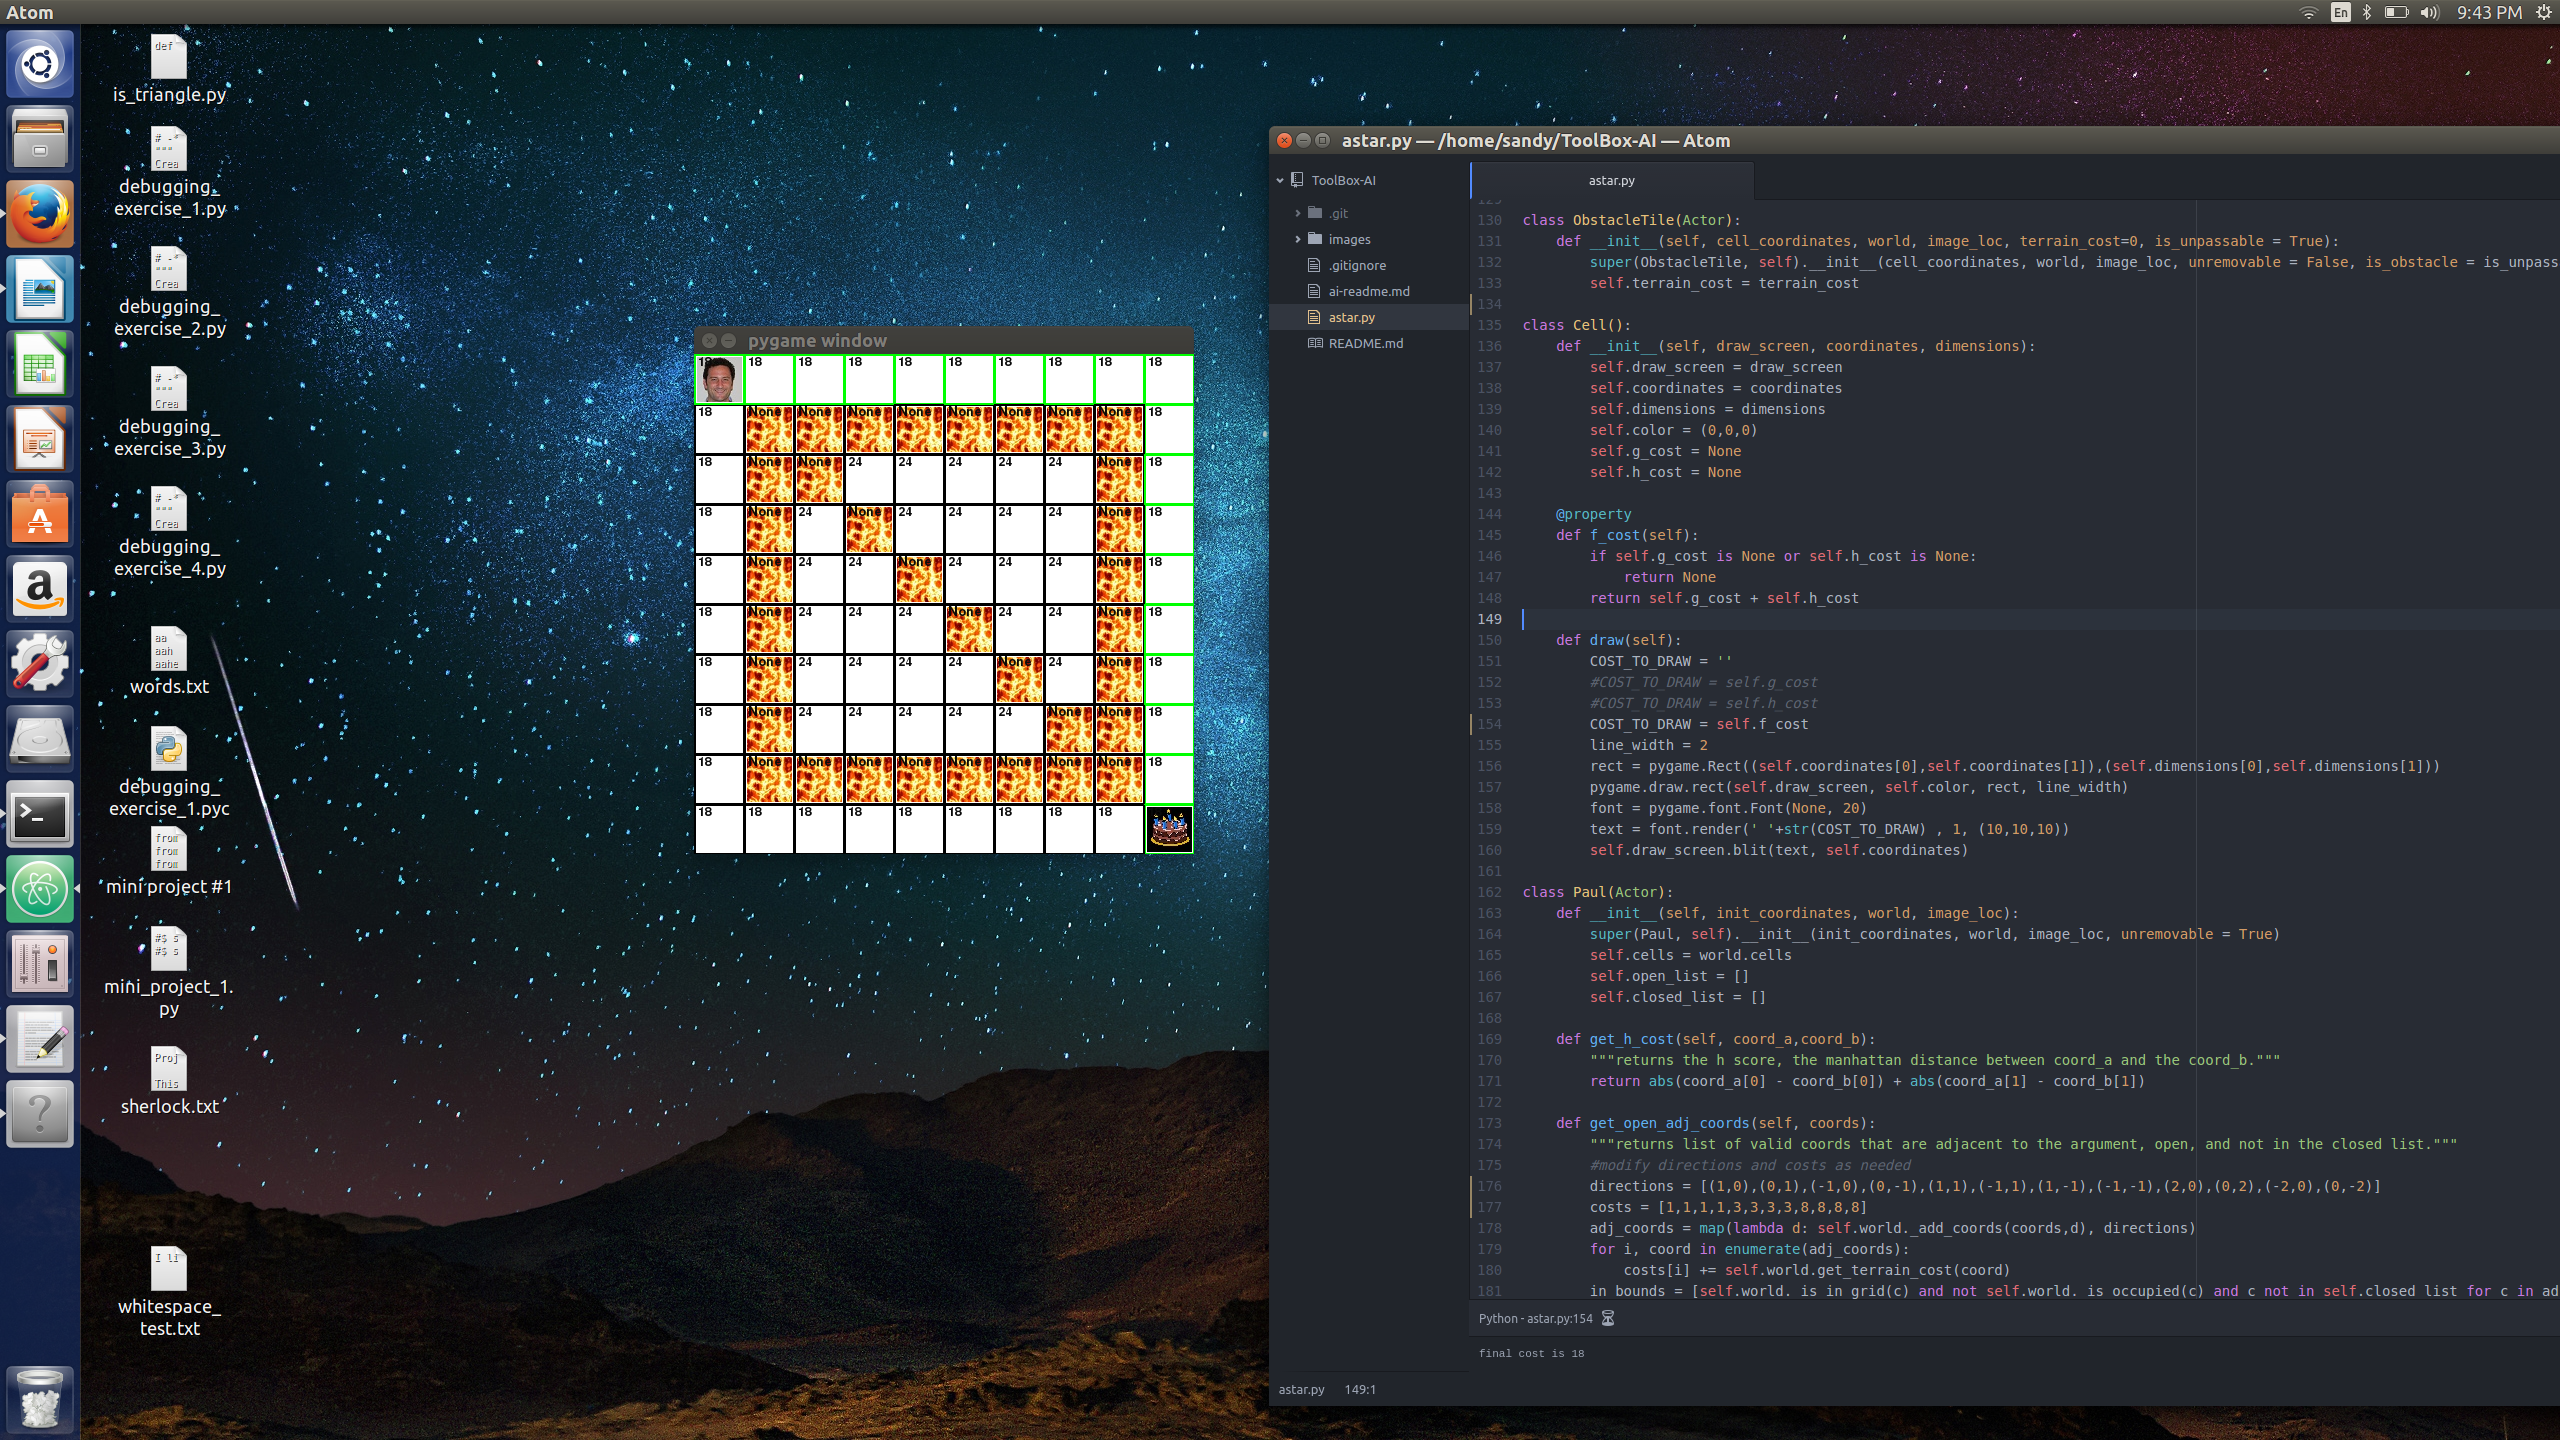 Atom
En
9:43 PM
def
is_triangle.py
# -*
Crea
debugging_
exercise_1.py
# -*
Crea
debugging_
exercise_2.py
# -*
Crea
debugging_
exercise_3.py
# -*
Crea
debugging_
exercise_4.py
aa
aah
aahe
words.txt
debugging_
exercise_1.pyc
from
from
from
mini project #1
#$ s
#$ s
mini_project_1.
py
Proj
This
sherlock.txt
I li
whitespace_
test.txt
pygame window
18 18 18 18 18 18 18 18 18 18
18 None None None None None None None None 18
18 None None 24 24 24 24 24 None 18
18 None 24 None 24 24 24 24 None 18
18 None 24 24 None 24 24 24 None 18
18 None 24 24 24 None 24 24 None 18
18 None 24 24 24 24 None 24 None 18
18 None 24 24 24 24 24 None None 18
18 None None None None None None None None 18
18 18 18 18 18 18 18 18 18
astar.py — /home/sandy/ToolBox-AI — Atom
ToolBox-AI
.git
images
.gitignore
ai-readme.md
astar.py
README.md
astar.py
130 class ObstacleTile(Actor):
131     def __init__(self, cell_coordinates, world, image_loc, terrain_cost=0, is_unpassable = True):
132         super(ObstacleTile, self).__init__(cell_coordinates, world, image_loc, unremovable = False, is_obstacle = is_unpass
133         self.terrain_cost = terrain_cost
134
135 class Cell():
136     def __init__(self, draw_screen, coordinates, dimensions):
137         self.draw_screen = draw_screen
138         self.coordinates = coordinates
139         self.dimensions = dimensions
140         self.color = (0,0,0)
141         self.g_cost = None
142         self.h_cost = None
143
144     @property
145     def f_cost(self):
146         if self.g_cost is None or self.h_cost is None:
147             return None
148         return self.g_cost + self.h_cost
149
150     def draw(self):
151         COST_TO_DRAW = ''
152         #COST_TO_DRAW = self.g_cost
153         #COST_TO_DRAW = self.h_cost
154         COST_TO_DRAW = self.f_cost
155         line_width = 2
156         rect = pygame.Rect((self.coordinates[0],self.coordinates[1]),(self.dimensions[0],self.dimensions[1]))
157         pygame.draw.rect(self.draw_screen, self.color, rect, line_width)
158         font = pygame.font.Font(None, 20)
159         text = font.render(' '+str(COST_TO_DRAW) , 1, (10,10,10))
160         self.draw_screen.blit(text, self.coordinates)
161
162 class Paul(Actor):
163     def __init__(self, init_coordinates, world, image_loc):
164         super(Paul, self).__init__(init_coordinates, world, image_loc, unremovable = True)
165         self.cells = world.cells
166         self.open_list = []
167         self.closed_list = []
168
169     def get_h_cost(self, coord_a,coord_b):
170         """returns the h score, the manhattan distance between coord_a and the coord_b."""
171         return abs(coord_a[0] - coord_b[0]) + abs(coord_a[1] - coord_b[1])
172
173     def get_open_adj_coords(self, coords):
174         """returns list of valid coords that are adjacent to the argument, open, and not in the closed list."""
175         #modify directions and costs as needed
176         directions = [(1,0),(0,1),(-1,0),(0,-1),(1,1),(-1,1),(1,-1),(-1,-1),(2,0),(0,2),(-2,0),(0,-2)]
177         costs = [1,1,1,1,3,3,3,3,8,8,8,8]
178         adj_coords = map(lambda d: self.world._add_coords(coords,d), directions)
179         for i, coord in enumerate(adj_coords):
180             costs[i] += self.world.get_terrain_cost(coord)
181         in_bounds = [self.world._is_in_grid(c) and not self.world._is_occupied(c) and c not in self.closed_list for c in ad
Python - astar.py:154
final cost is 18
astar.py 149:1